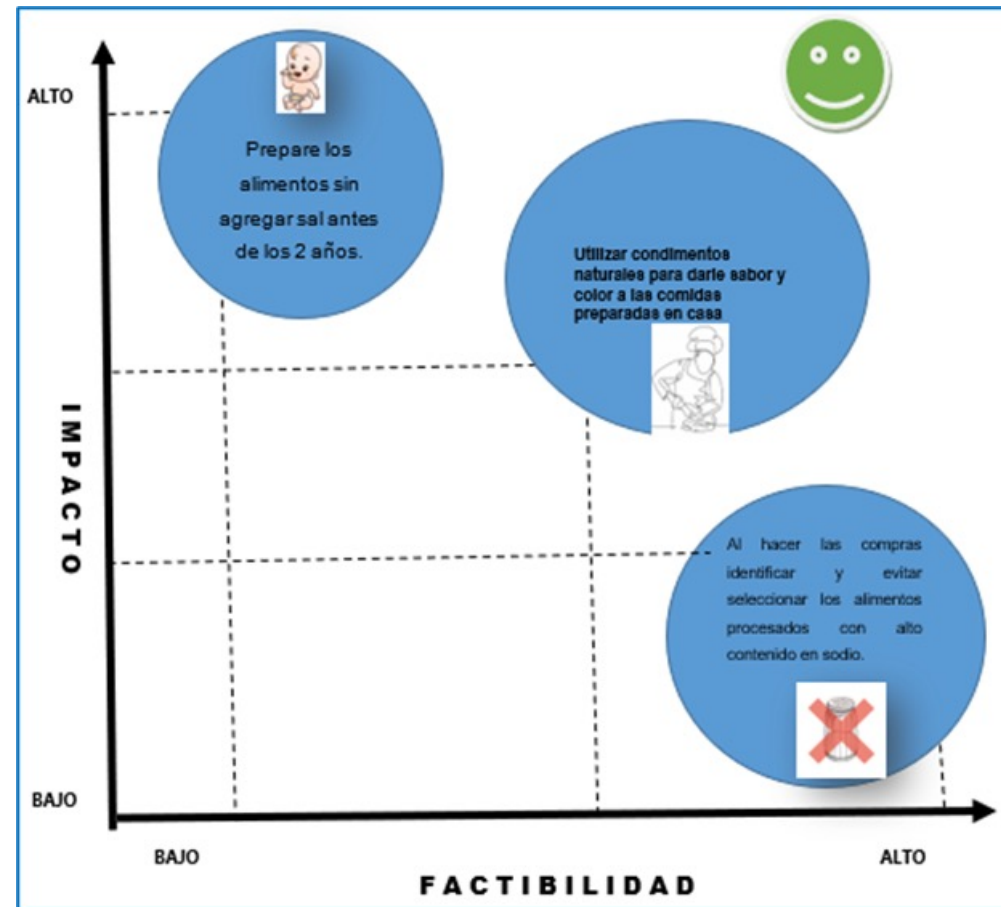 ALTO
Prepare los
alimentos sin
agregar sal antes
de los 2 años.
Utilizar condimentos
naturales para darle sabor y
color a las comidas
preparadas en casa
IMPACTO
Al hacer las compras
identificar y evitar
seleccionar los alimentos
procesados con alto
contenido en sodio.
BAJO
BAJO
ALTO
FACTIBILIDAD